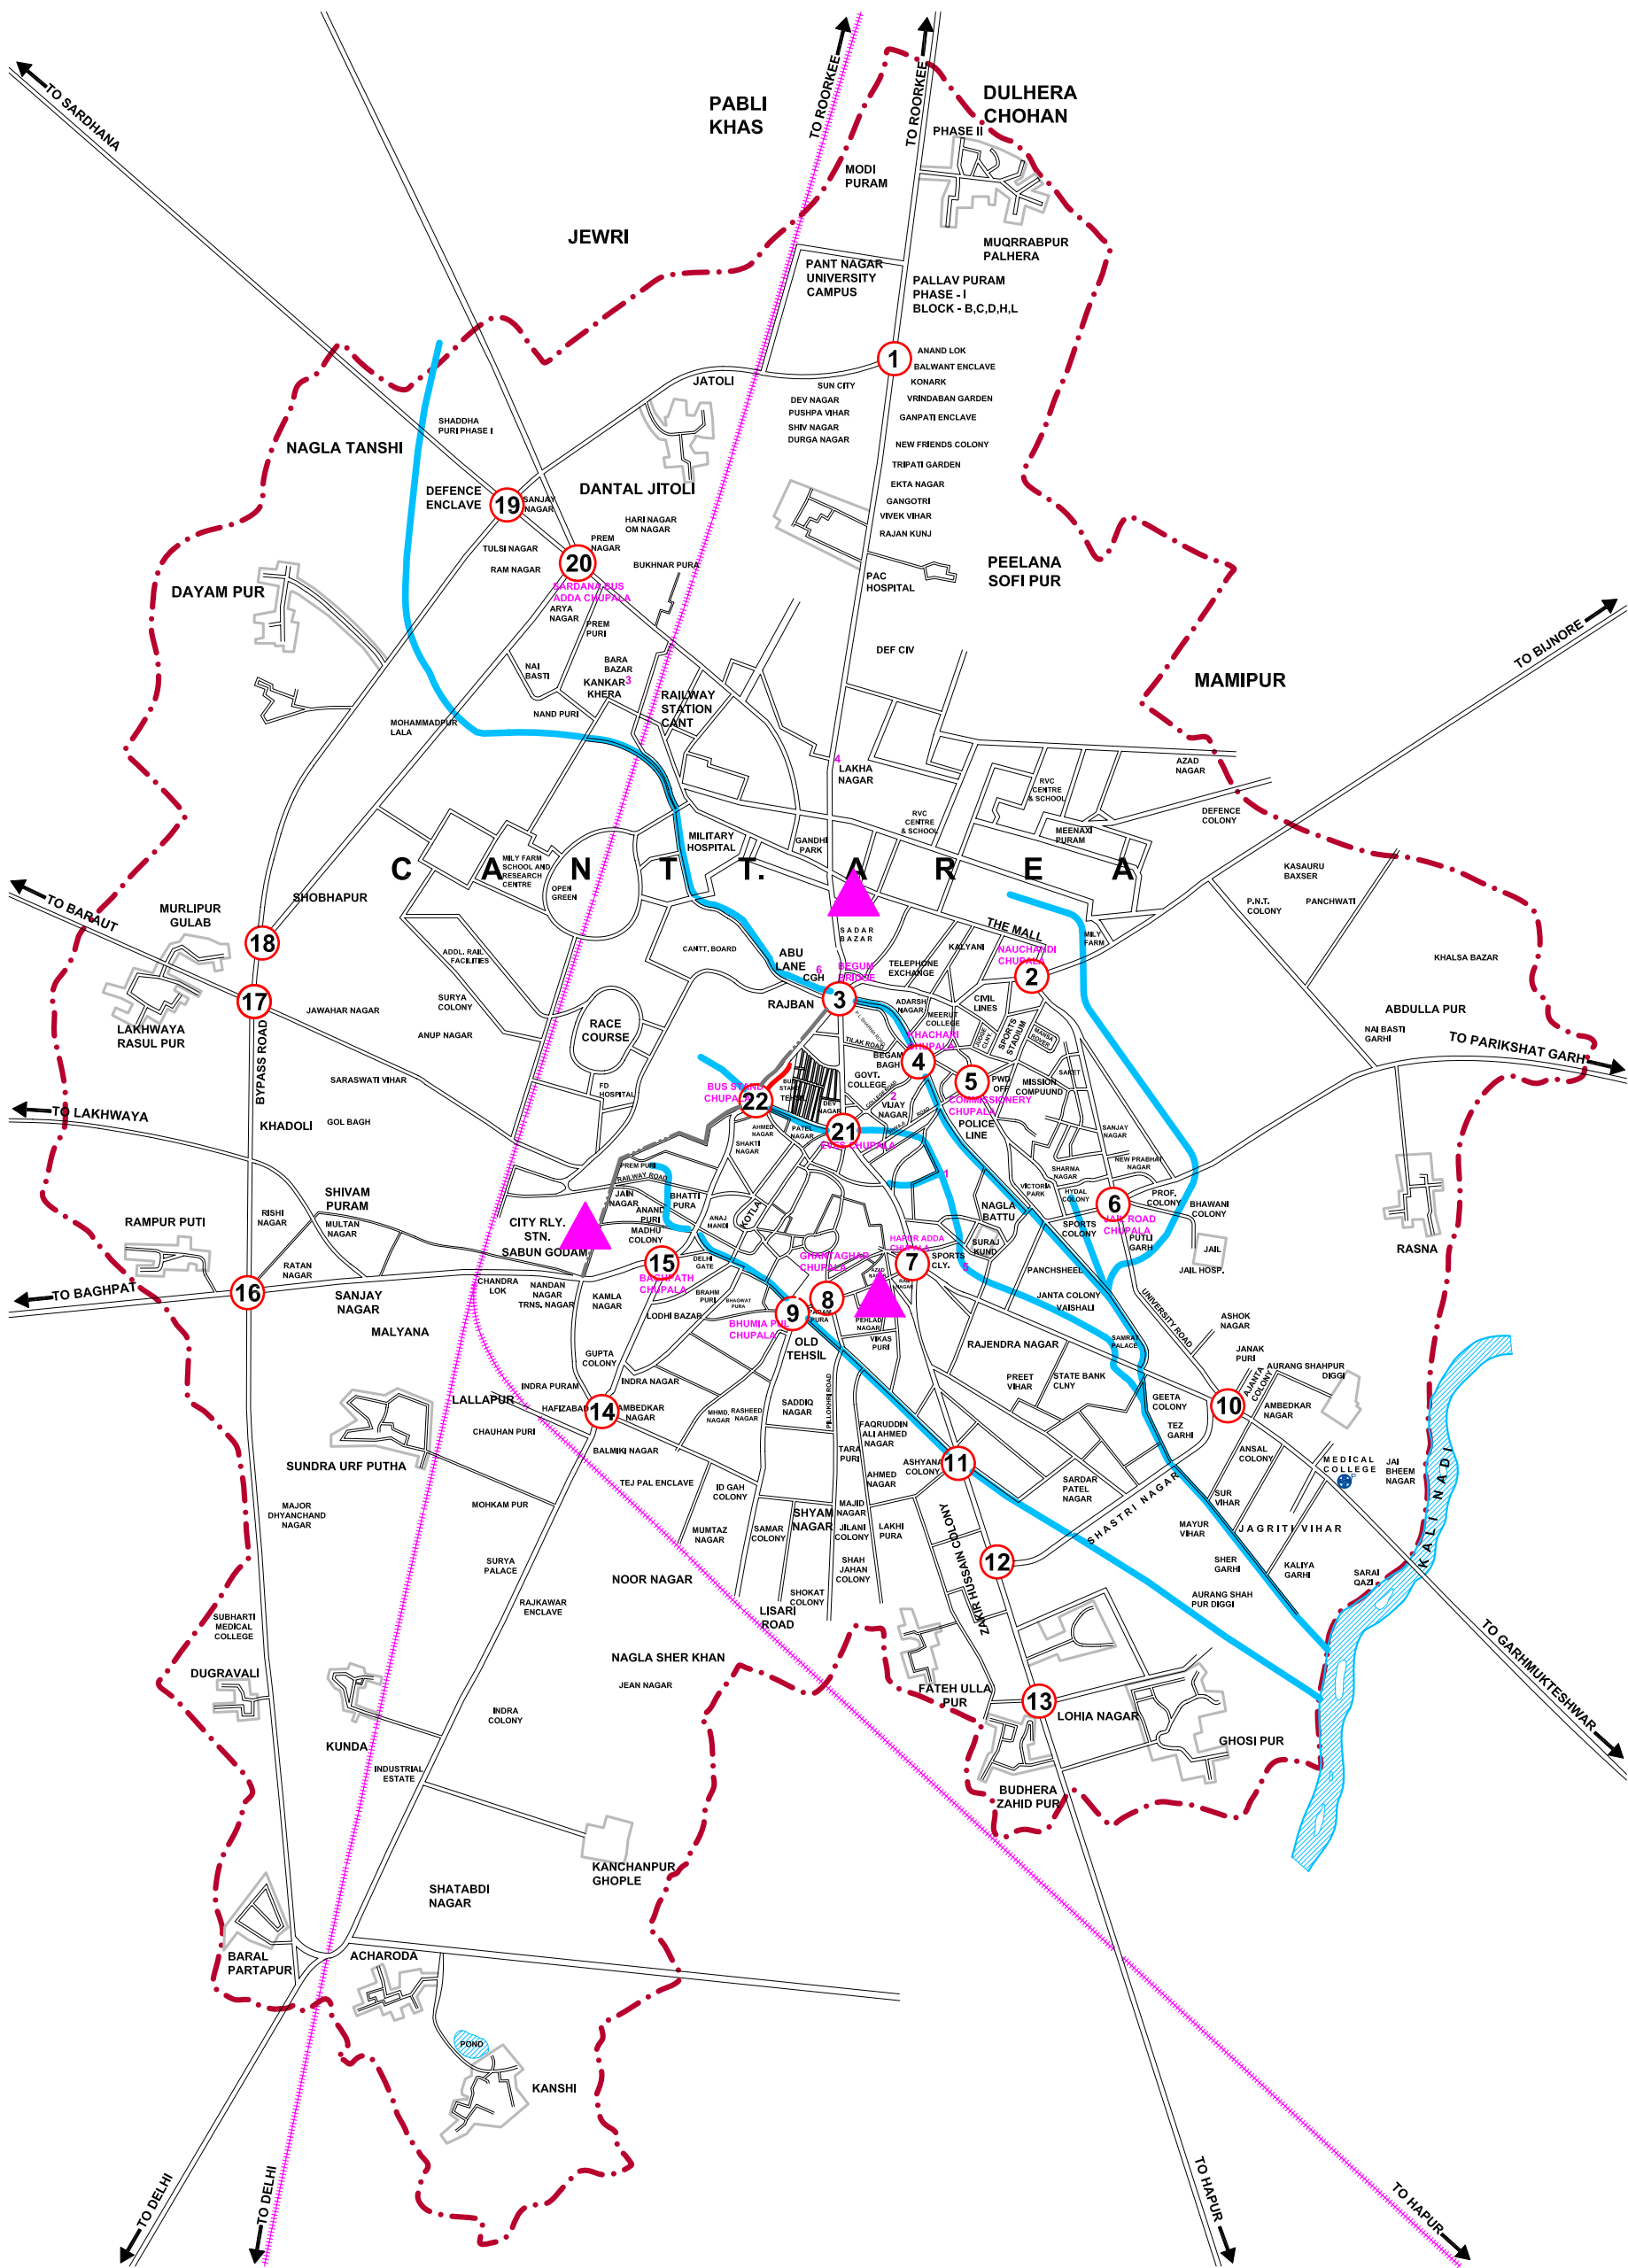 PABLI
KHAS
TO ROORKEE
TO ROORKEE
DULHERA
CHOHAN
PHASE II
TO SARDHANA
MODI
PURAM
JEWRI
MUQRRABPUR
PALHERA
PANT NAGAR
UNIVERSITY
CAMPUS
PALLAV PURAM
PHASE - I
BLOCK - B,C,D,H,L
1
ANAND LOK
BALWANT ENCLAVE
KONARK
VRINDABAN GARDEN
GANPATI ENCLAVE
NEW FRIENDS COLONY
TRIPATI GARDEN
EKTA NAGAR
GANGOTRI
VIVEK VIHAR
RAJAN KUNJ
JATOLI
SUN CITY
DEV NAGAR
PUSHPA VIHAR
SHIV NAGAR
DURGA NAGAR
SHADDHA
PURI PHASE I
NAGLA TANSHI
DEFENCE
ENCLAVE
19
SANJAY
NAGAR
DANTAL JITOLI
HARI NAGAR
OM NAGAR
PREM
NAGAR
TULSI NAGAR
RAM NAGAR
20
BUKHNAR PURA
SARDANA BUS
ADDA CHUPALA
ARYA
NAGAR
PREM
PURI
PEELANA
SOFI PUR
PAC
HOSPITAL
DAYAM PUR
DEF CIV
TO BIJNORE
MAMIPUR
NAI
BASTI
BARA
BAZAR
KANKAR
KHERA
3
RAILWAY
STATION
CANT
NAND PURI
MOHAMMADPUR
LALA
4
LAKHA
NAGAR
AZAD
NAGAR
RVC
CENTRE
& SCHOOL
DEFENCE
COLONY
RVC
CENTRE
& SCHOOL
MEENAXI
PURAM
MILITARY
HOSPITAL
GANDHI
PARK
CANTT. AREA
MILY FARM
SCHOOL AND
RESEARCH
CENTRE
OPEN
GREEN
KASAURU
BAXSER
P.N.T.
COLONY
PANCHWATI
TO BARAUT
MURLIPUR
GULAB
SHOBHAPUR
18
SADAR
BAZAR
THE MALL
MILY
FARM
KALYANI
NAUCHANDI
CHUPALA
2
KHALSA BAZAR
ADDL. RAIL
FACILITIES
CANTT. BOARD
ABU
LANE
6
CGH
BEGUM
BRIDGE
TELEPHONE
EXCHANGE
17
LAKHWAYA
RASUL PUR
JAWAHAR NAGAR
SURYA
COLONY
ANUP NAGAR
RAJBAN
3
ADARSH
NAGAR
MEERUT
COLLEGE
CIVIL
LINES
SPORTS
STADIUM
ABDULLA PUR
NAI BASTI
GARHI
TO PARIKSHAT GARH
RACE
COURSE
TILAK ROAD
KHACHARI
CHUPALA
BEGAM
BAGH
4
BYPASS ROAD
SARASWATI VIHAR
FD
HOSPITAL
GOVT.
COLLEGE
5
PWD
OFF
MISSION
COMPUUND
SAKET
COMMISSIONERY
CHUPALA
POLICE
LINE
BUS STAND
CHUPALA
22
TEHSIL
DEV
NAGAR
2
VIJAY
NAGAR
TO LAKHWAYA
KHADOLI
GOL BAGH
AHMED
NAGAR
PATEL
NAGAR
21
EVES CHUPALA
SHAKTI
NAGAR
SANJAY
NAGAR
NEW PRABHAT
NAGAR
SHARMA
NAGAR
PREM PURI
RAILWAY ROAD
JAIN
NAGAR
BHATTI
PURA
1
VICTORIA
PARK
HYDAL
COLONY
6
PROF.
COLONY
BHAWANI
COLONY
SHIVAM
PURAM
RISHI
NAGAR
MULTAN
NAGAR
RAMPUR PUTI
CITY RLY.
STN.
SABUN GODAM
ANAND
PURI
MADHU
COLONY
ANAJ
MANDI
KOTLA
NAGLA
BATTU
SPORTS
COLONY
JAIL ROAD
CHUPALA
PUTLI
GARH
JAIL
JAIL HOSP.
RASNA
HAPUR ADDA
CHUPALA
SURAJ
KUND
DELHI
GATE
GHANTAGHAR
CHUPALA
7
SPORTS
CLY.
5
PANCHSHEEL
RATAN
NAGAR
15
BAGHPATH
CHUPALA
TO BAGHPAT
16
SANJAY
NAGAR
MALYANA
CHANDRA
LOK
NANDAN
NAGAR
TRNS. NAGAR
KAMLA
NAGAR
LODHI BAZAR
BRAHM
PURI
BHAGWAT
PURA
BHUMIA PUL
CHUPALA
9
8
OLD
TEHSIL
PEHLAD
NAGAR
VIKAS
PURI
JANTA COLONY
VAISHALI
UNIVERSITY ROAD
SAMRAT
PALACE
RAJENDRA NAGAR
ASHOK
NAGAR
JANAK
PURI
AURANG SHAHPUR
DIGGI
GUPTA
COLONY
INDRA NAGAR
INDRA PURAM
PREET
VIHAR
STATE BANK
CLNY
GEETA
COLONY
10
AJANTA
COLONY
AMBEDKAR
NAGAR
LALLAPUR
HAFIZABAD
14
AMBEDKAR
NAGAR
MHMD.
NAGAR
RASHEED
NAGAR
SADDIQ
NAGAR
PILLOKHRI ROAD
FAQRUDDIN
ALI AHMED
NAGAR
TEZ
GARHI
CHAUHAN PURI
BALMIKI NAGAR
TARA
PURI
ASHYANA
COLONY
11
ANSAL
COLONY
MEDICAL
COLLEGE
JAI
BHEEM
NAGAR
SUNDRA URF PUTHA
TEJ PAL ENCLAVE
ID GAH
COLONY
AHMED
NAGAR
SARDAR
PATEL
NAGAR
SUR
VIHAR
MAJOR
DHYANCHAND
NAGAR
MOHKAM PUR
MUMTAZ
NAGAR
SAMAR
COLONY
SHYAM
NAGAR
MAJID
NAGAR
JILANI
COLONY
LAKHI
PURA
ZAKIR HUSSAIN COLONY
SHASTRI NAGAR
MAYUR
VIHAR
JAGRITI VIHAR
KALI NADI
SURYA
PALACE
NOOR NAGAR
SHAH
JAHAN
COLONY
12
SHER
GARHI
KALIYA
GARHI
SARAI
QAZI
RAJKAWAR
ENCLAVE
SHOKAT
COLONY
LISARI
ROAD
AURANG SHAH
PUR DIGGI
SUBHARTI
MEDICAL
COLLEGE
TO GARHMUKTESHWAR
DUGRAVALI
NAGLA SHER KHAN
JEAN NAGAR
FATEH ULLA
PUR
13
LOHIA NAGAR
INDRA
COLONY
KUNDA
GHOSI PUR
INDUSTRIAL
ESTATE
BUDHERA
ZAHID PUR
KANCHANPUR
GHOPLE
SHATABDI
NAGAR
BARAL
PARTAPUR
ACHARODA
POND
KANSHI
TO DELHI
TO DELHI
TO HAPUR
TO HAPUR